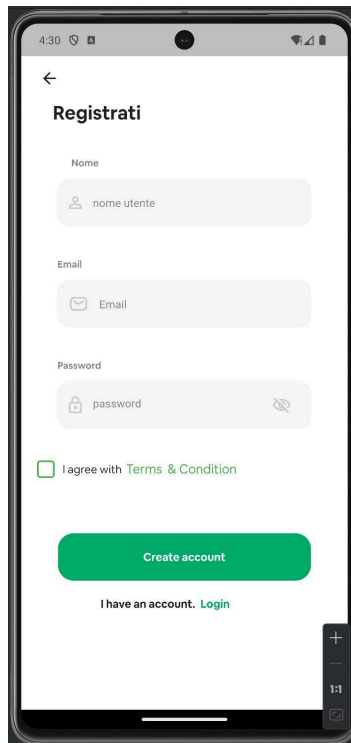 4:30
Registrati
Nome
nome utente
Email
Email
Password
password
I agree with Terms & Condition
Create account
I have an account. Login
1:1